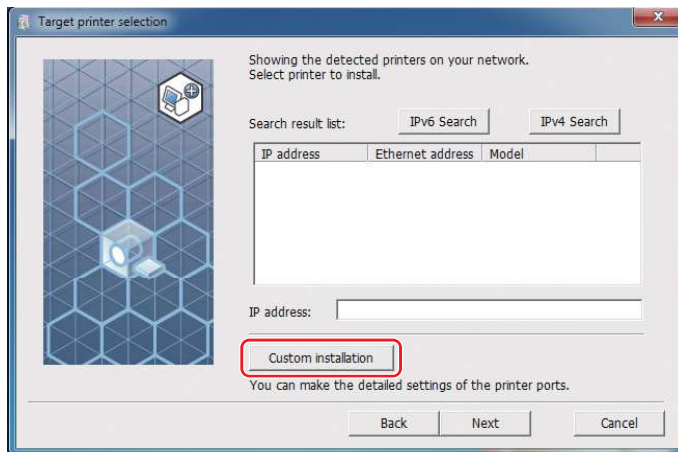 Target printer selection
Showing the detected printers on your network.
Select printer to install.
Search result list:
IPv6 Search
IPv4 Search
IP address
Ethernet address
Model
IP address:
Custom installation
You can make the detailed settings of the printer ports.
Back
Next
Cancel